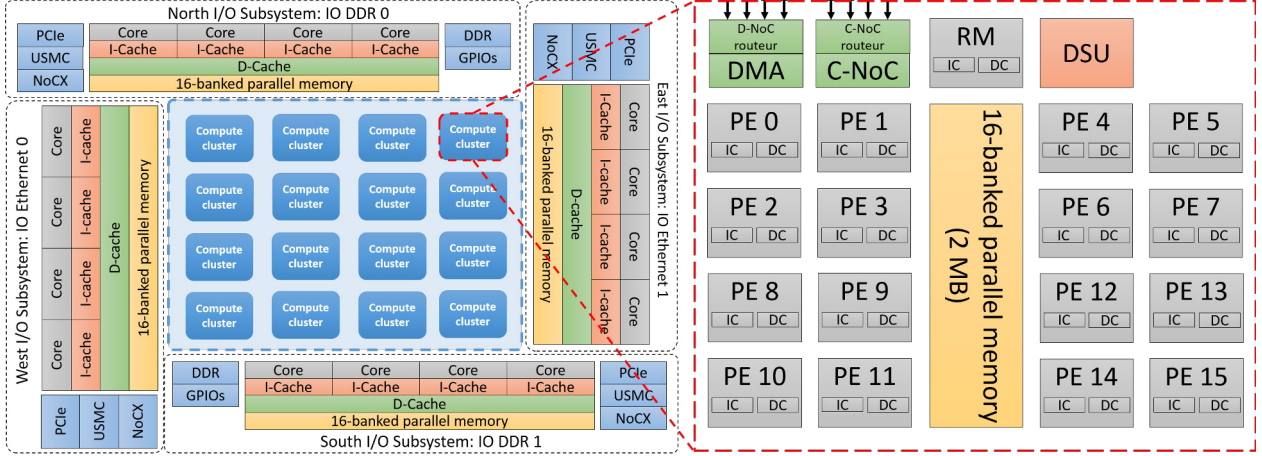 North I/O Subsystem: IO DDR 0
PCIe
USMC
NoCX
Core
Core
Core
Core
I-Cache
I-Cache
I-Cache
I-Cache
D-Cache
16-banked parallel memory
DDR
GPIOs
NoCX
USMC
PCIe
West I/O Subsystem: IO Ethernet 0
Core
Core
Core
Core
I-cache
I-cache
I-cache
I-cache
D-cache
16-banked parallel memory
PCIe
USMC
NoCX
Compute
cluster
Compute
cluster
Compute
cluster
Compute
cluster
Compute
cluster
Compute
cluster
Compute
cluster
Compute
cluster
Compute
cluster
Compute
cluster
Compute
cluster
Compute
cluster
Compute
cluster
Compute
cluster
Compute
cluster
Compute
cluster
16-banked parallel memory
D-cache
I-Cache
I-cache
I-cache
I-cache
Core
Core
Core
Core
East I/O Subsystem: IO Ethernet 1
DDR
GPIOs
Core
Core
Core
Core
I-Cache
I-Cache
I-Cache
I-Cache
D-Cache
16-banked parallel memory
PCIe
USMC
NoCX
South I/O Subsystem: IO DDR 1
D-NoC
routeur
DMA
C-NoC
routeur
C-NoC
RM
IC
DC
DSU
PE 0
IC
DC
PE 1
IC
DC
16-banked parallel memory
(2 MB)
PE 4
IC
DC
PE 5
IC
DC
PE 2
IC
DC
PE 3
IC
DC
PE 6
IC
DC
PE 7
IC
DC
PE 8
IC
DC
PE 9
IC
DC
PE 12
IC
DC
PE 13
IC
DC
PE 10
IC
DC
PE 11
IC
DC
PE 14
IC
DC
PE 15
IC
DC